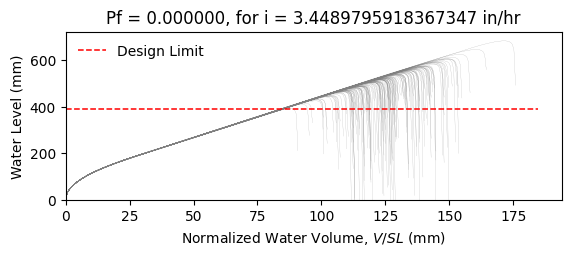 Pf = 0.000000, for i = 3.4489795918367347 in/hr
Design Limit
Water Level (mm)
600
400
200
0
0 25 50 75 100 125 150 175
Normalized Water Volume, V/SL (mm)